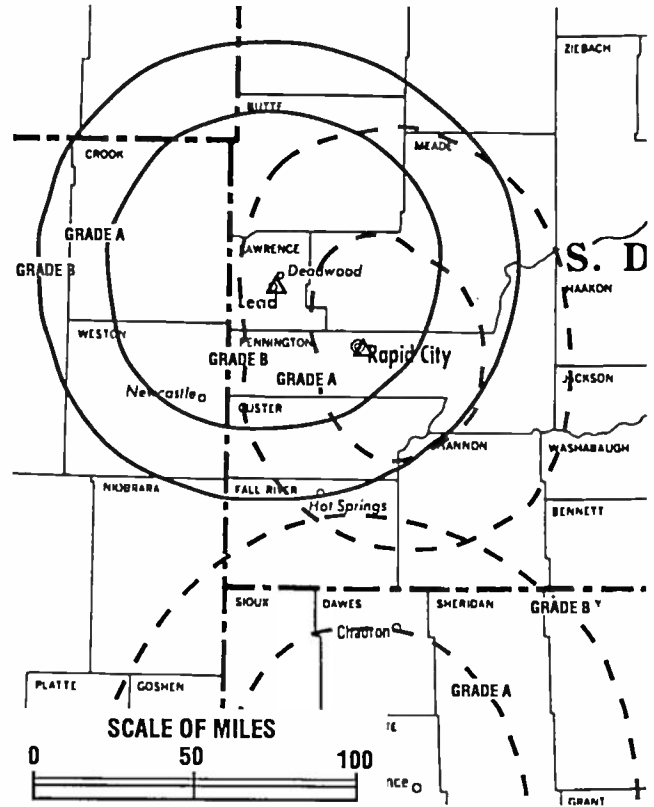 ZIEBACH
BUTTE
MEADE
CROOK
GRADE A
LAWRENCE
S. D
GRADE B
Deadwood
HAAKON
Lead
WESTON
PENNINGTON
GRADE B
Rapid City
GRADE A
JACKSON
Newcastle
CUSTER
SHANNON
WASHABAUGH
NIOBRARA
FALL RIVER
Hot Springs
BENNETT
SIOUX
DAWES
SHERIDAN
GRADE B
Chadron
PLATTE
GOSHEN
GRADE A
SCALE OF MILES
0 50 100
nce
GRANT